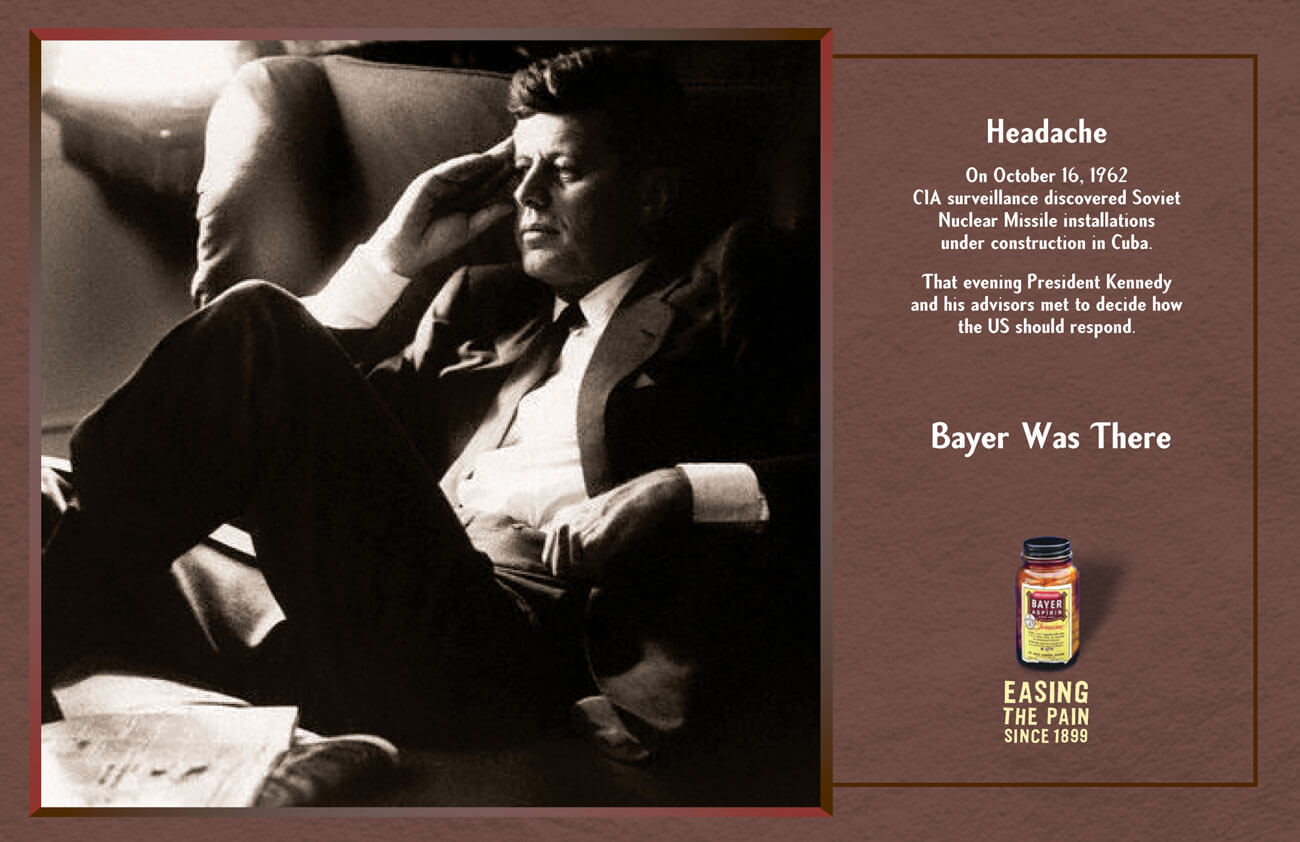 Headache
On October 16, 1962
CIA surveillance discovered Soviet
Nuclear Missile installations
under construction in Cuba.
That evening President Kennedy
and his advisors met to decide how
the US should respond.
Bayer Was There
BAYER
ASPIRIN
Genuine
EASING
THE PAIN
SINCE 1899